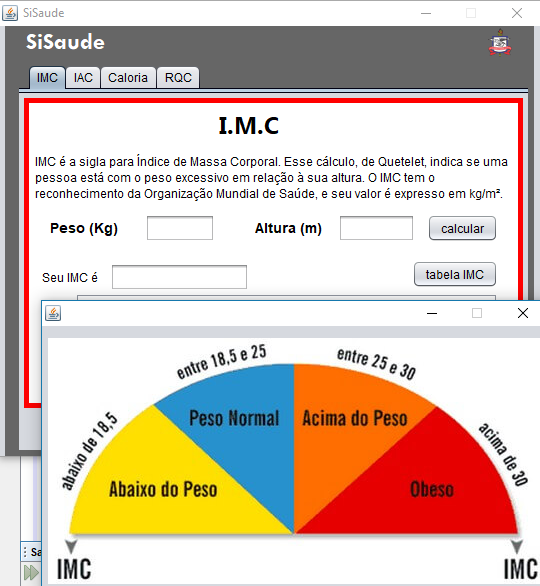 SiSaude
SiSaude
IMC
IAC
Caloria
RQC
I.M.C
IMC é a sigla para Índice de Massa Corporal. Esse cálculo, de Quetelet, indica se uma
pessoa está com o peso excessivo em relação à sua altura. O IMC tem o
reconhecimento da Organização Mundial de Saúde, e seu valor é expresso em kg/m².
Peso (Kg)
Altura (m)
calcular
Seu IMC é
tabela IMC
entre 18,5 e 25
entre 25 e 30
abaixo de 18,5
acima de 30
Peso Normal
Acima do Peso
Abaixo do Peso
Obeso
IMC
IMC
Sa